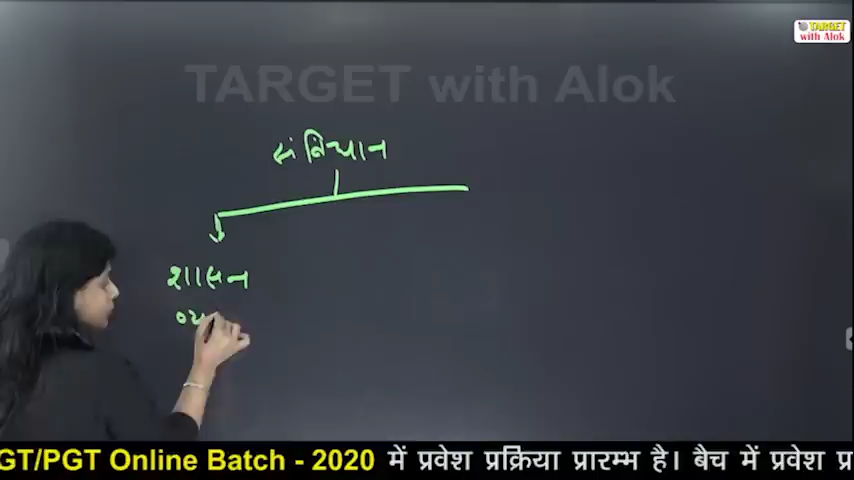 TARGET
with Alok
TARGET with Alok
संविधान
शासन
व्य
GT/PGT Online Batch - 2020 में प्रवेश प्रक्रिया प्रारम्भ है। बैच में प्रवेश प्र